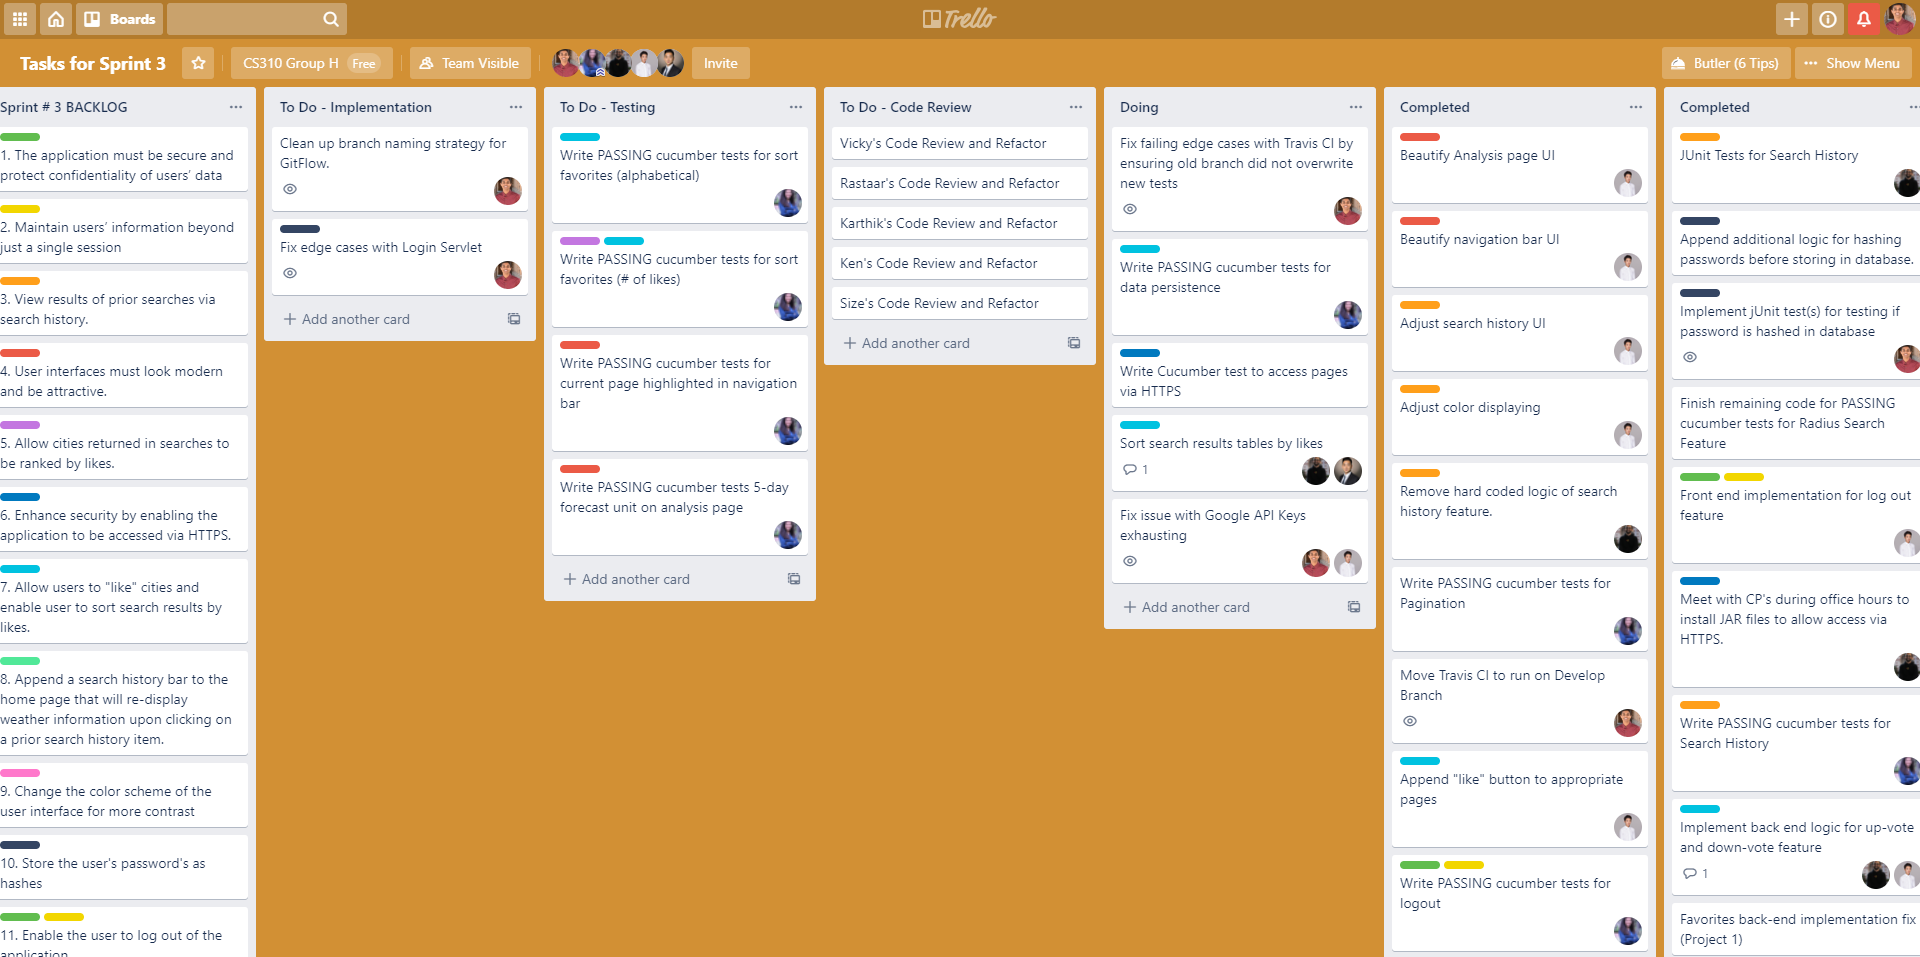 Boards
Trello
Tasks for Sprint 3
CS310 Group H Free
Team Visible
Invite
Butler (6 Tips)
Show Menu
Sprint # 3 BACKLOG
1. The application must be secure and
protect confidentiality of users’ data
2. Maintain users’ information beyond
just a single session
3. View results of prior searches via
search history.
4. User interfaces must look modern
and be attractive.
5. Allow cities returned in searches to
be ranked by likes.
6. Enhance security by enabling the
application to be accessed via HTTPS.
7. Allow users to "like" cities and
enable user to sort search results by
likes.
8. Append a search history bar to the
home page that will re-display
weather information upon clicking on
a prior search history item.
9. Change the color scheme of the
user interface for more contrast
10. Store the user's password's as
hashes
11. Enable the user to log out of the
application
To Do - Implementation
Clean up branch naming strategy for
GitFlow.
Fix edge cases with Login Servlet
Add another card
To Do - Testing
Write PASSING cucumber tests for sort
favorites (alphabetical)
Write PASSING cucumber tests for sort
favorites (# of likes)
Write PASSING cucumber tests for
current page highlighted in navigation
bar
Write PASSING cucumber tests 5-day
forecast unit on analysis page
Add another card
To Do - Code Review
Vicky's Code Review and Refactor
Rastaar's Code Review and Refactor
Karthik's Code Review and Refactor
Ken's Code Review and Refactor
Size's Code Review and Refactor
Add another card
Doing
Fix failing edge cases with Travis CI by
ensuring old branch did not overwrite
new tests
Write PASSING cucumber tests for
data persistence
Write Cucumber test to access pages
via HTTPS
Sort search results tables by likes
1
Fix issue with Google API Keys
exhausting
Add another card
Completed
Beautify Analysis page UI
Beautify navigation bar UI
Adjust search history UI
Adjust color displaying
Remove hard coded logic of search
history feature.
Write PASSING cucumber tests for
Pagination
Move Travis CI to run on Develop
Branch
Append "like" button to appropriate
pages
Write PASSING cucumber tests for
logout
Completed
JUnit Tests for Search History
Append additional logic for hashing
passwords before storing in database.
Implement jUnit test(s) for testing if
password is hashed in database
Finish remaining code for PASSING
cucumber tests for Radius Search
Feature
Front end implementation for log out
feature
Meet with CP's during office hours to
install JAR files to allow access via
HTTPS.
Write PASSING cucumber tests for
Search History
Implement back end logic for up-vote
and down-vote feature
1
Favorites back-end implementation fix
(Project 1)